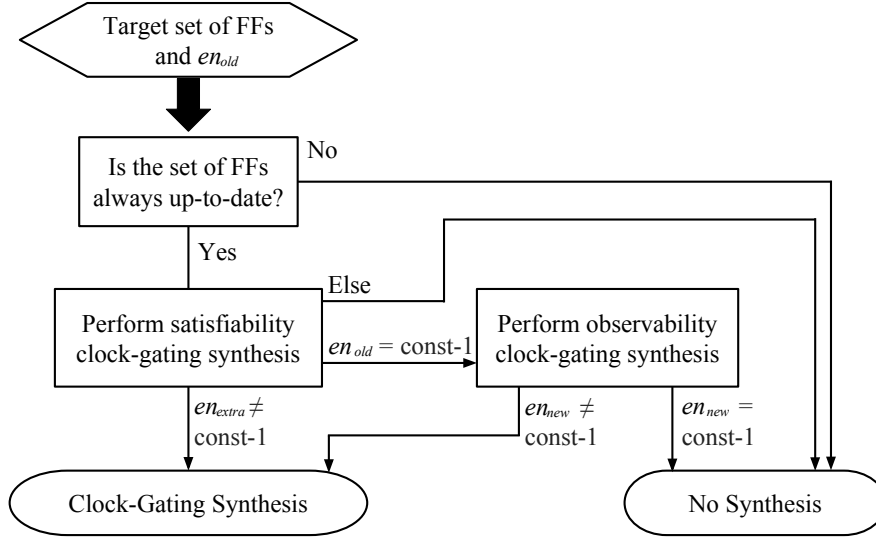 Target set of FFs
and en_old
Is the set of FFs
always up-to-date?
No
Yes
Else
Perform satisfiability
clock-gating synthesis
en_old = const-1
Perform observability
clock-gating synthesis
en_extra ≠
const-1
en_new ≠
const-1
en_new =
const-1
Clock-Gating Synthesis
No Synthesis